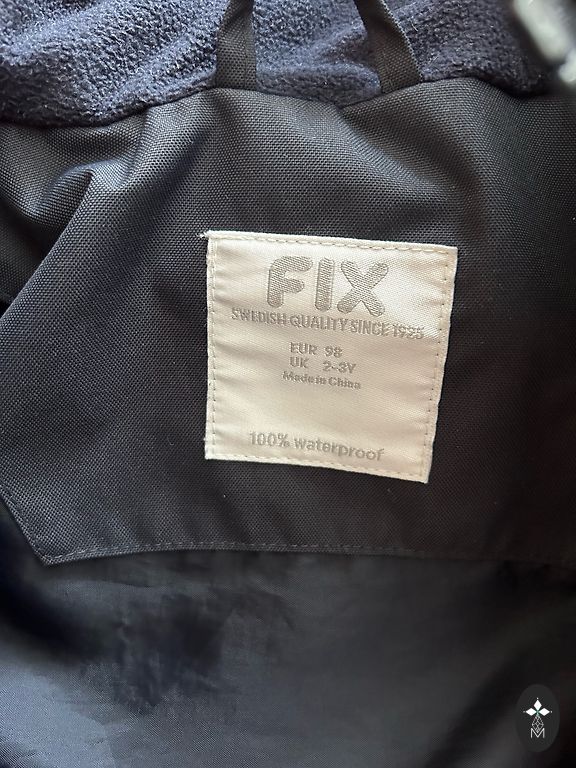 FIX
SWEDISH QUALITY SINCE 1925
EUR 98
UK 2-3Y
Made in China
100% waterproof
M